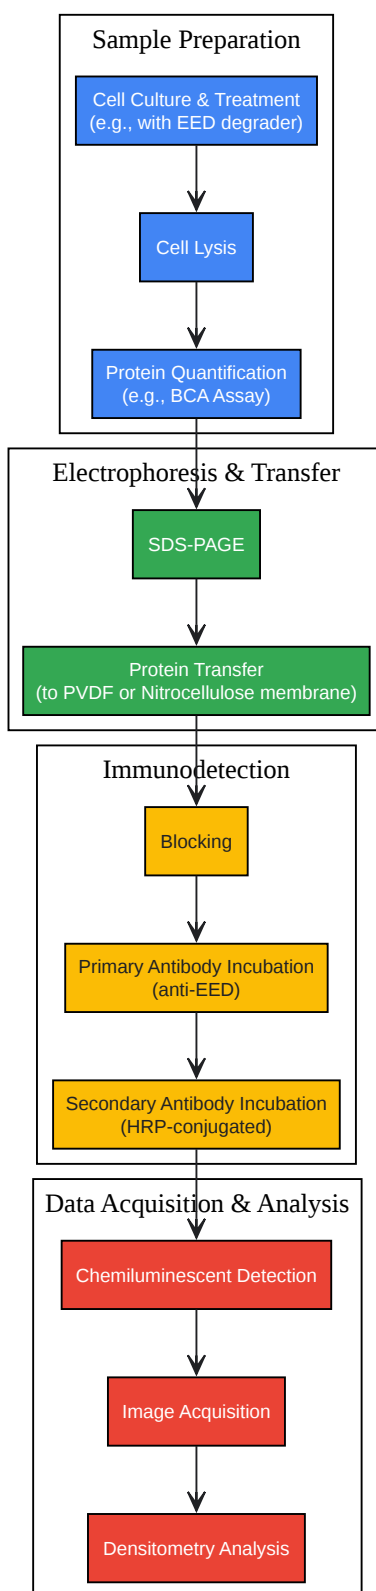 Sample Preparation
Cell Culture & Treatment
(e.g., with EED degrader)
Cell Lysis
Protein Quantification
(e.g., BCA Assay)
Electrophoresis & Transfer
SDS-PAGE
Protein Transfer
(to PVDF or Nitrocellulose membrane)
Immunodetection
Blocking
Primary Antibody Incubation
(anti-EED)
Secondary Antibody Incubation
(HRP-conjugated)
Data Acquisition & Analysis
Chemiluminescent Detection
Image Acquisition
Densitometry Analysis